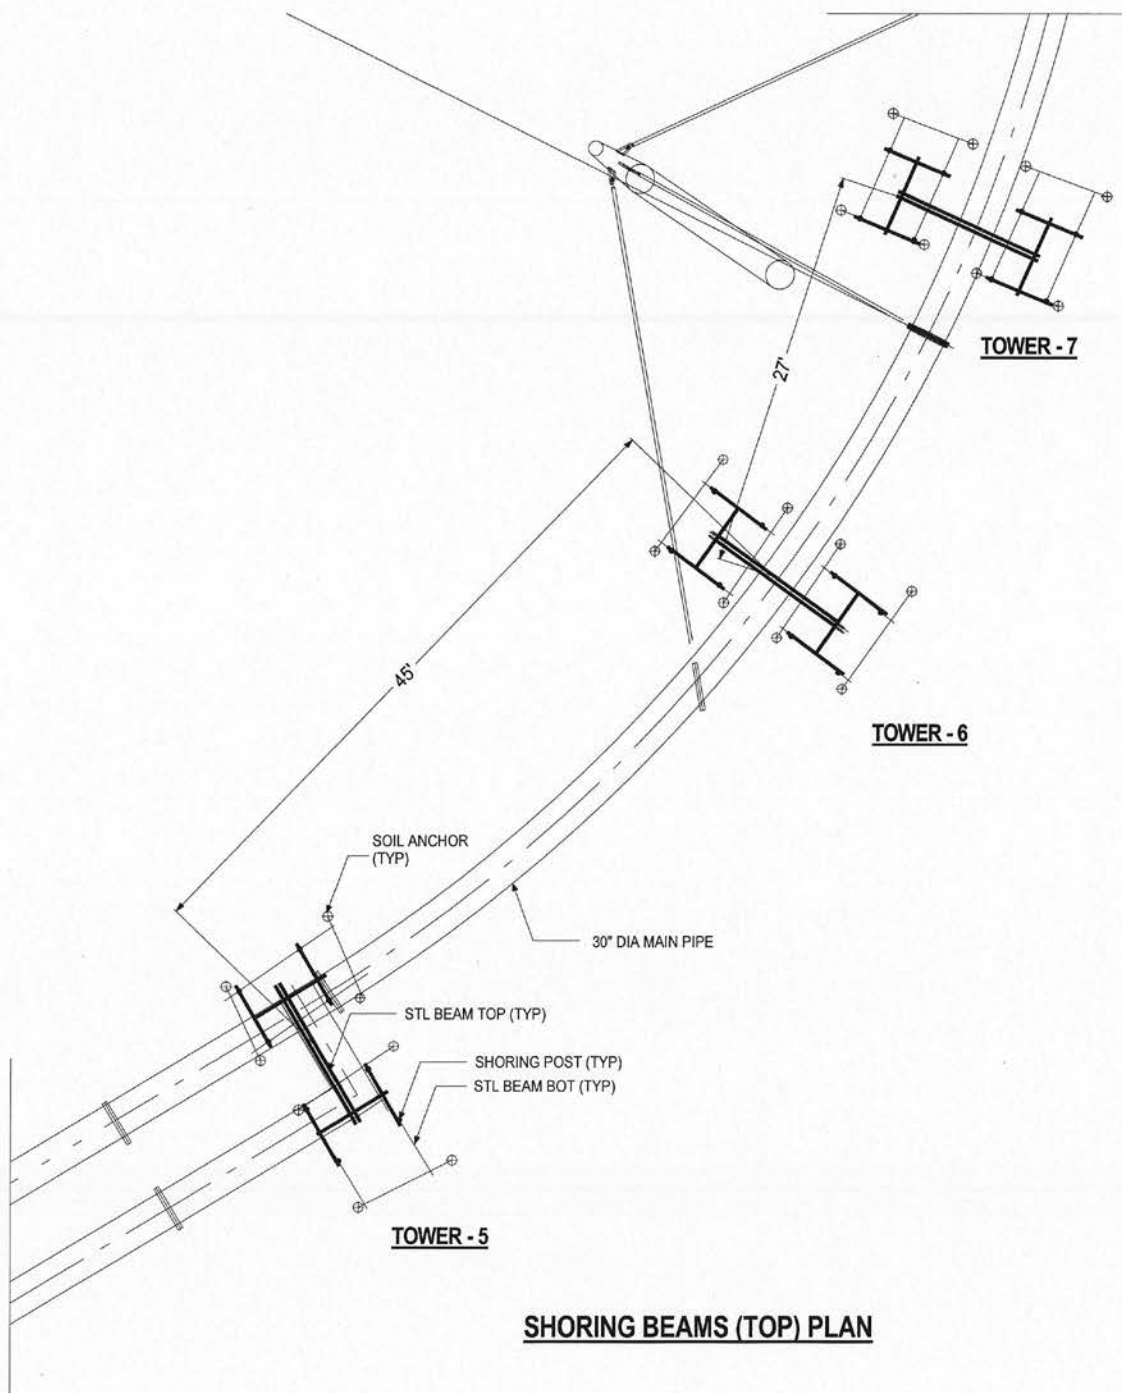 TOWER - 7
27'
45'
TOWER - 6
SOIL ANCHOR
(TYP)
30" DIA MAIN PIPE
STL BEAM TOP (TYP)
SHORING POST (TYP)
STL BEAM BOT (TYP)
TOWER - 5
SHORING BEAMS (TOP) PLAN